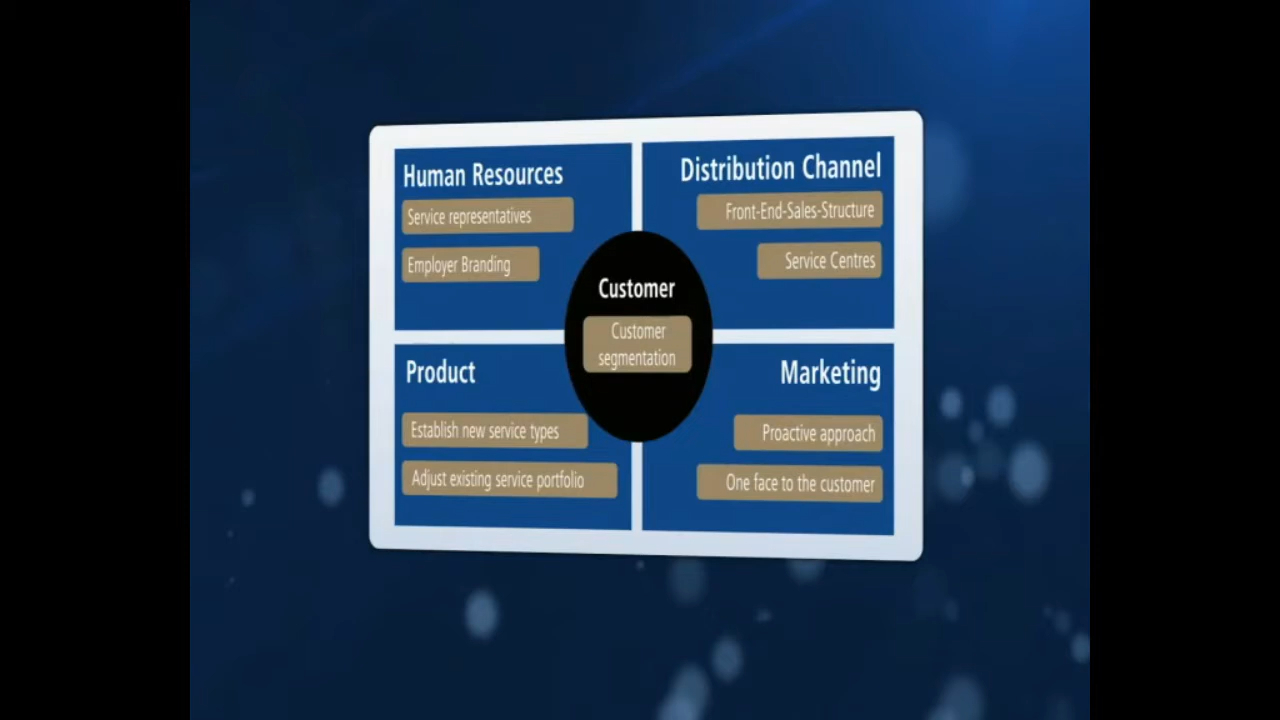 Human Resources
Service representatives
Employer Branding
Distribution Channel
Front-End-Sales-Structure
Service Centres
Customer
Customer
segmentation
Product
Establish new service types
Adjust existing service portfolio
Marketing
Proactive approach
One face to the customer